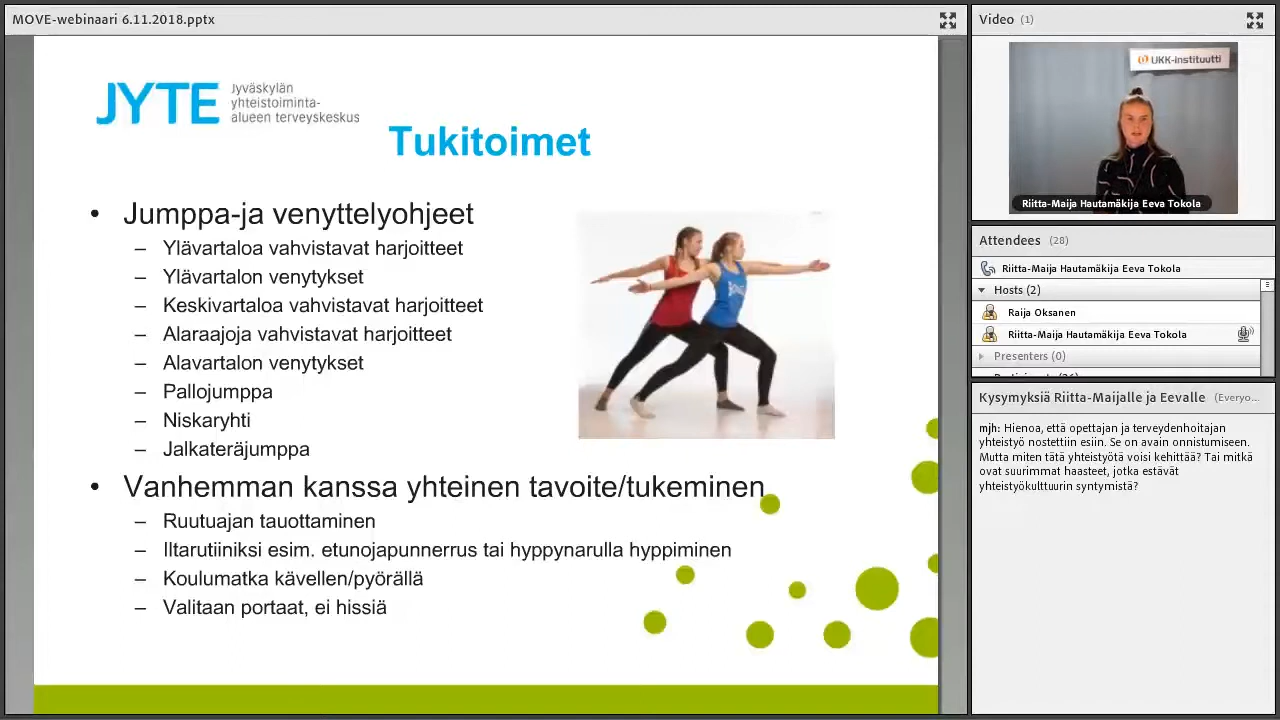 MOVE-webinaari 6.11.2018.pptx
JYTE
Jyväskylän
yhteistoiminta-
alueen terveyskeskus
Tukitoimet
• Jumppa-ja venyttelyohjeet
– Ylävartaloa vahvistavat harjoitteet
– Ylävartalon venytykset
– Keskivartaloa vahvistavat harjoitteet
– Alaraajoja vahvistavat harjoitteet
– Alavartalon venytykset
– Pallojumppa
– Niskaryhti
– Jalkateräjumppa
• Vanhemman kanssa yhteinen tavoite/tukeminen
– Ruutuajan tauottaminen
– Iltarutiiniksi esim. etunojapunnerrus tai hyppynarulla hyppiminen
– Koulumatka kävellen/pyörällä
– Valitaan portaat, ei hissiä
Video (1)
UKK-instituutti
Riitta-Maija Hautamäkija Eeva Tokola
Attendees (28)
Riitta-Maija Hautamäkija Eeva Tokola
Hosts (2)
Raija Oksanen
Riitta-Maija Hautamäkija Eeva Tokola
Presenters (0)
Kysymyksiä Riitta-Maijalle ja Eevalle (Everyo...
mjh: Hienoa, että opettajan ja terveydenhoitajan
yhteistyö nostettiin esiin. Se on avain onnistumiseen.
Mutta miten tätä yhteistyötä voisi kehittää? Tai mitkä
ovat suurimmat haasteet, jotka estävät
yhteistyökulttuurin syntymistä?